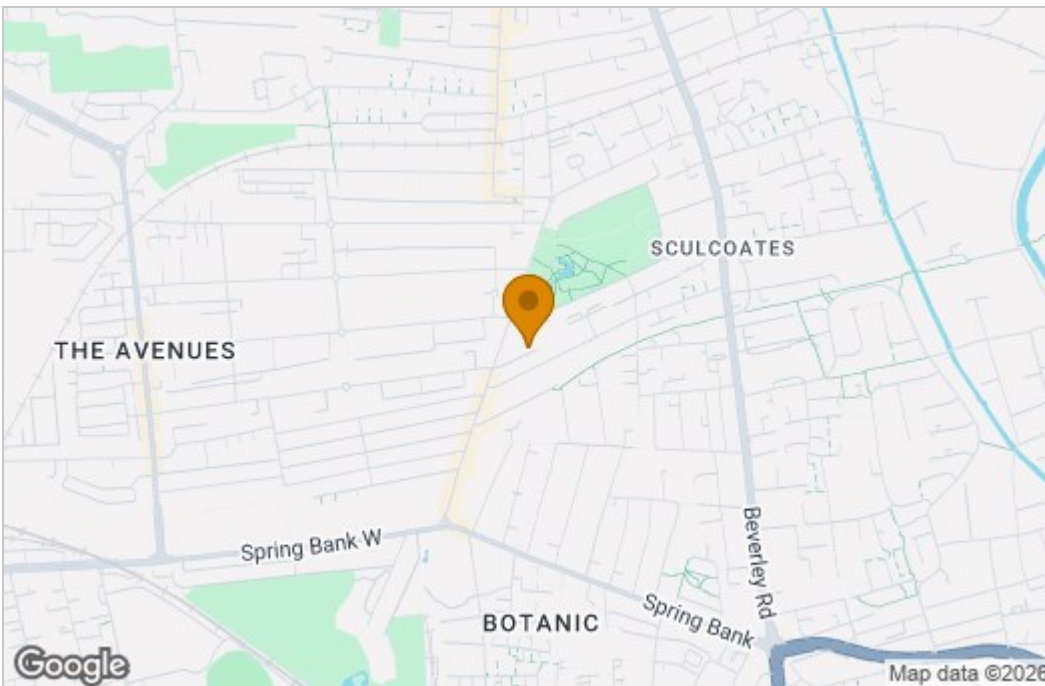 SCULCOATES
THE AVENUES
Beverley Rd
Spring Bank W
Spring Bank
BOTANIC
Google
Map data ©2026